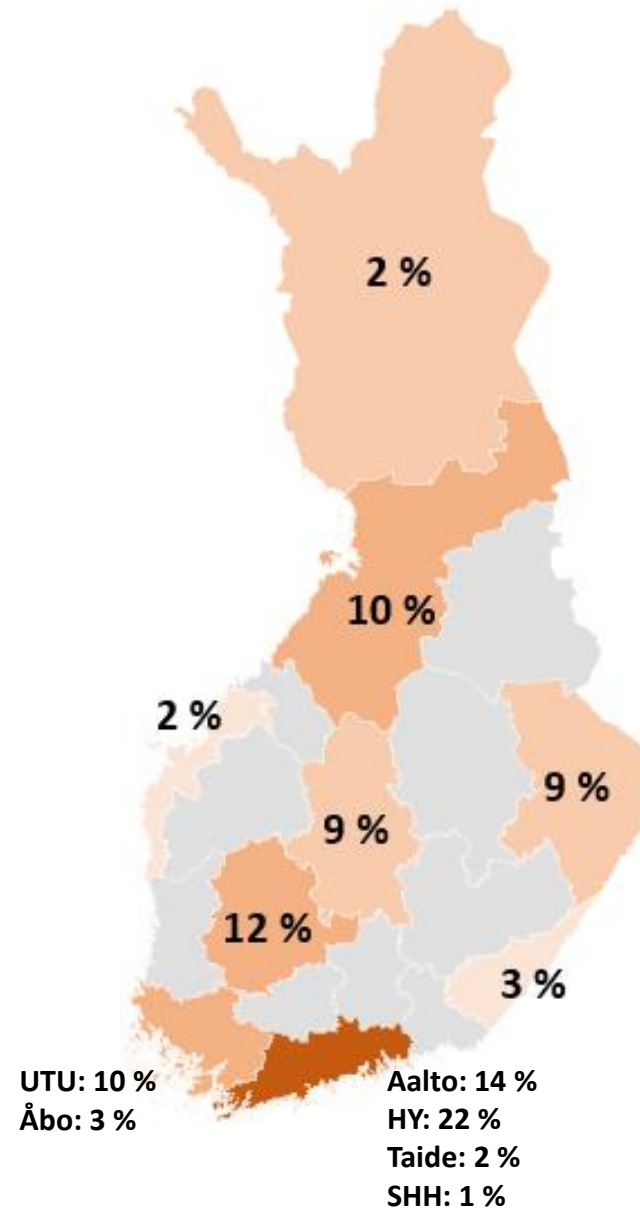 2 %
10 %
2 %
9 %
9 %
12 %
3 %
UTU: 10 %
Åbo: 3 %
Aalto: 14 %
HY: 22 %
Taide: 2 %
SHH: 1 %